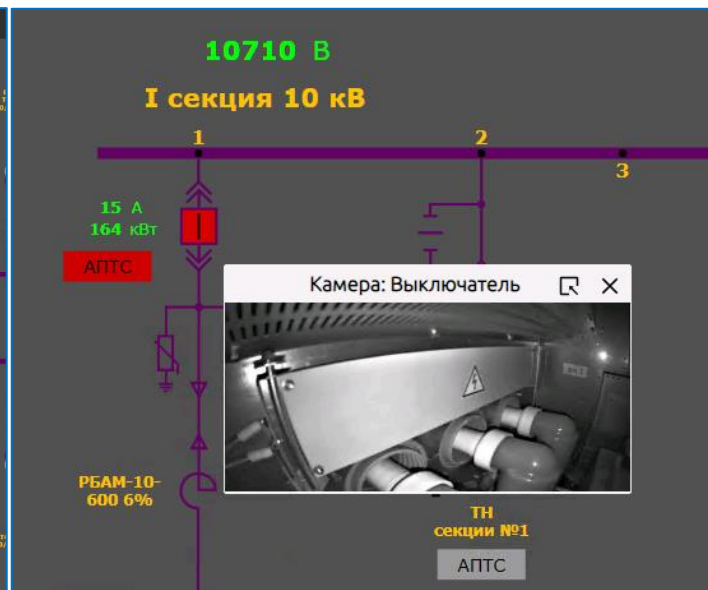 10710 В
I секция 10 кВ
1
2
3
15 А
164 кВт
АПТС
Камера: Выключатель
РБАМ-10-
600 6%
ТН
секции №1
АПТС